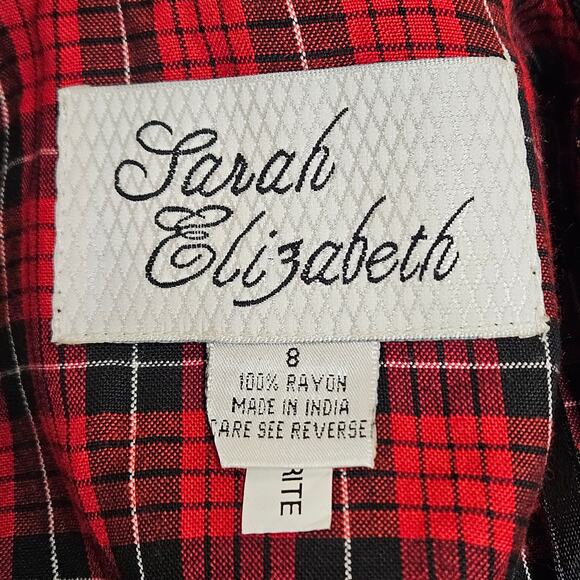 Sarah
Elizabeth
8
100% RAYON
MADE IN INDIA
CARE SEE REVERSE
RITE